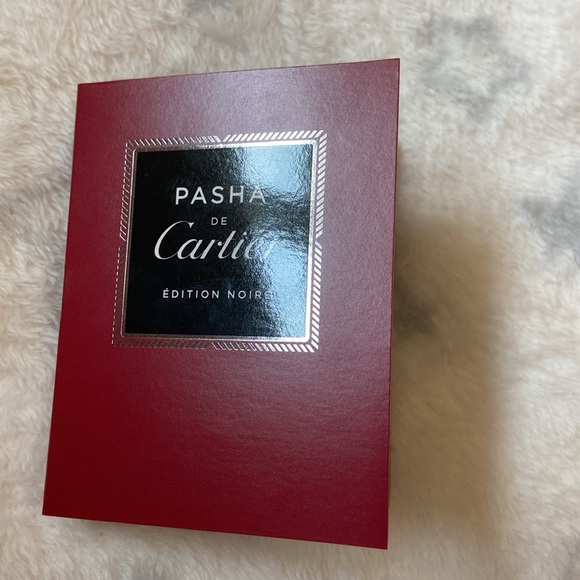 PASHA
DE
Cartier
ÉDITION NOIRE